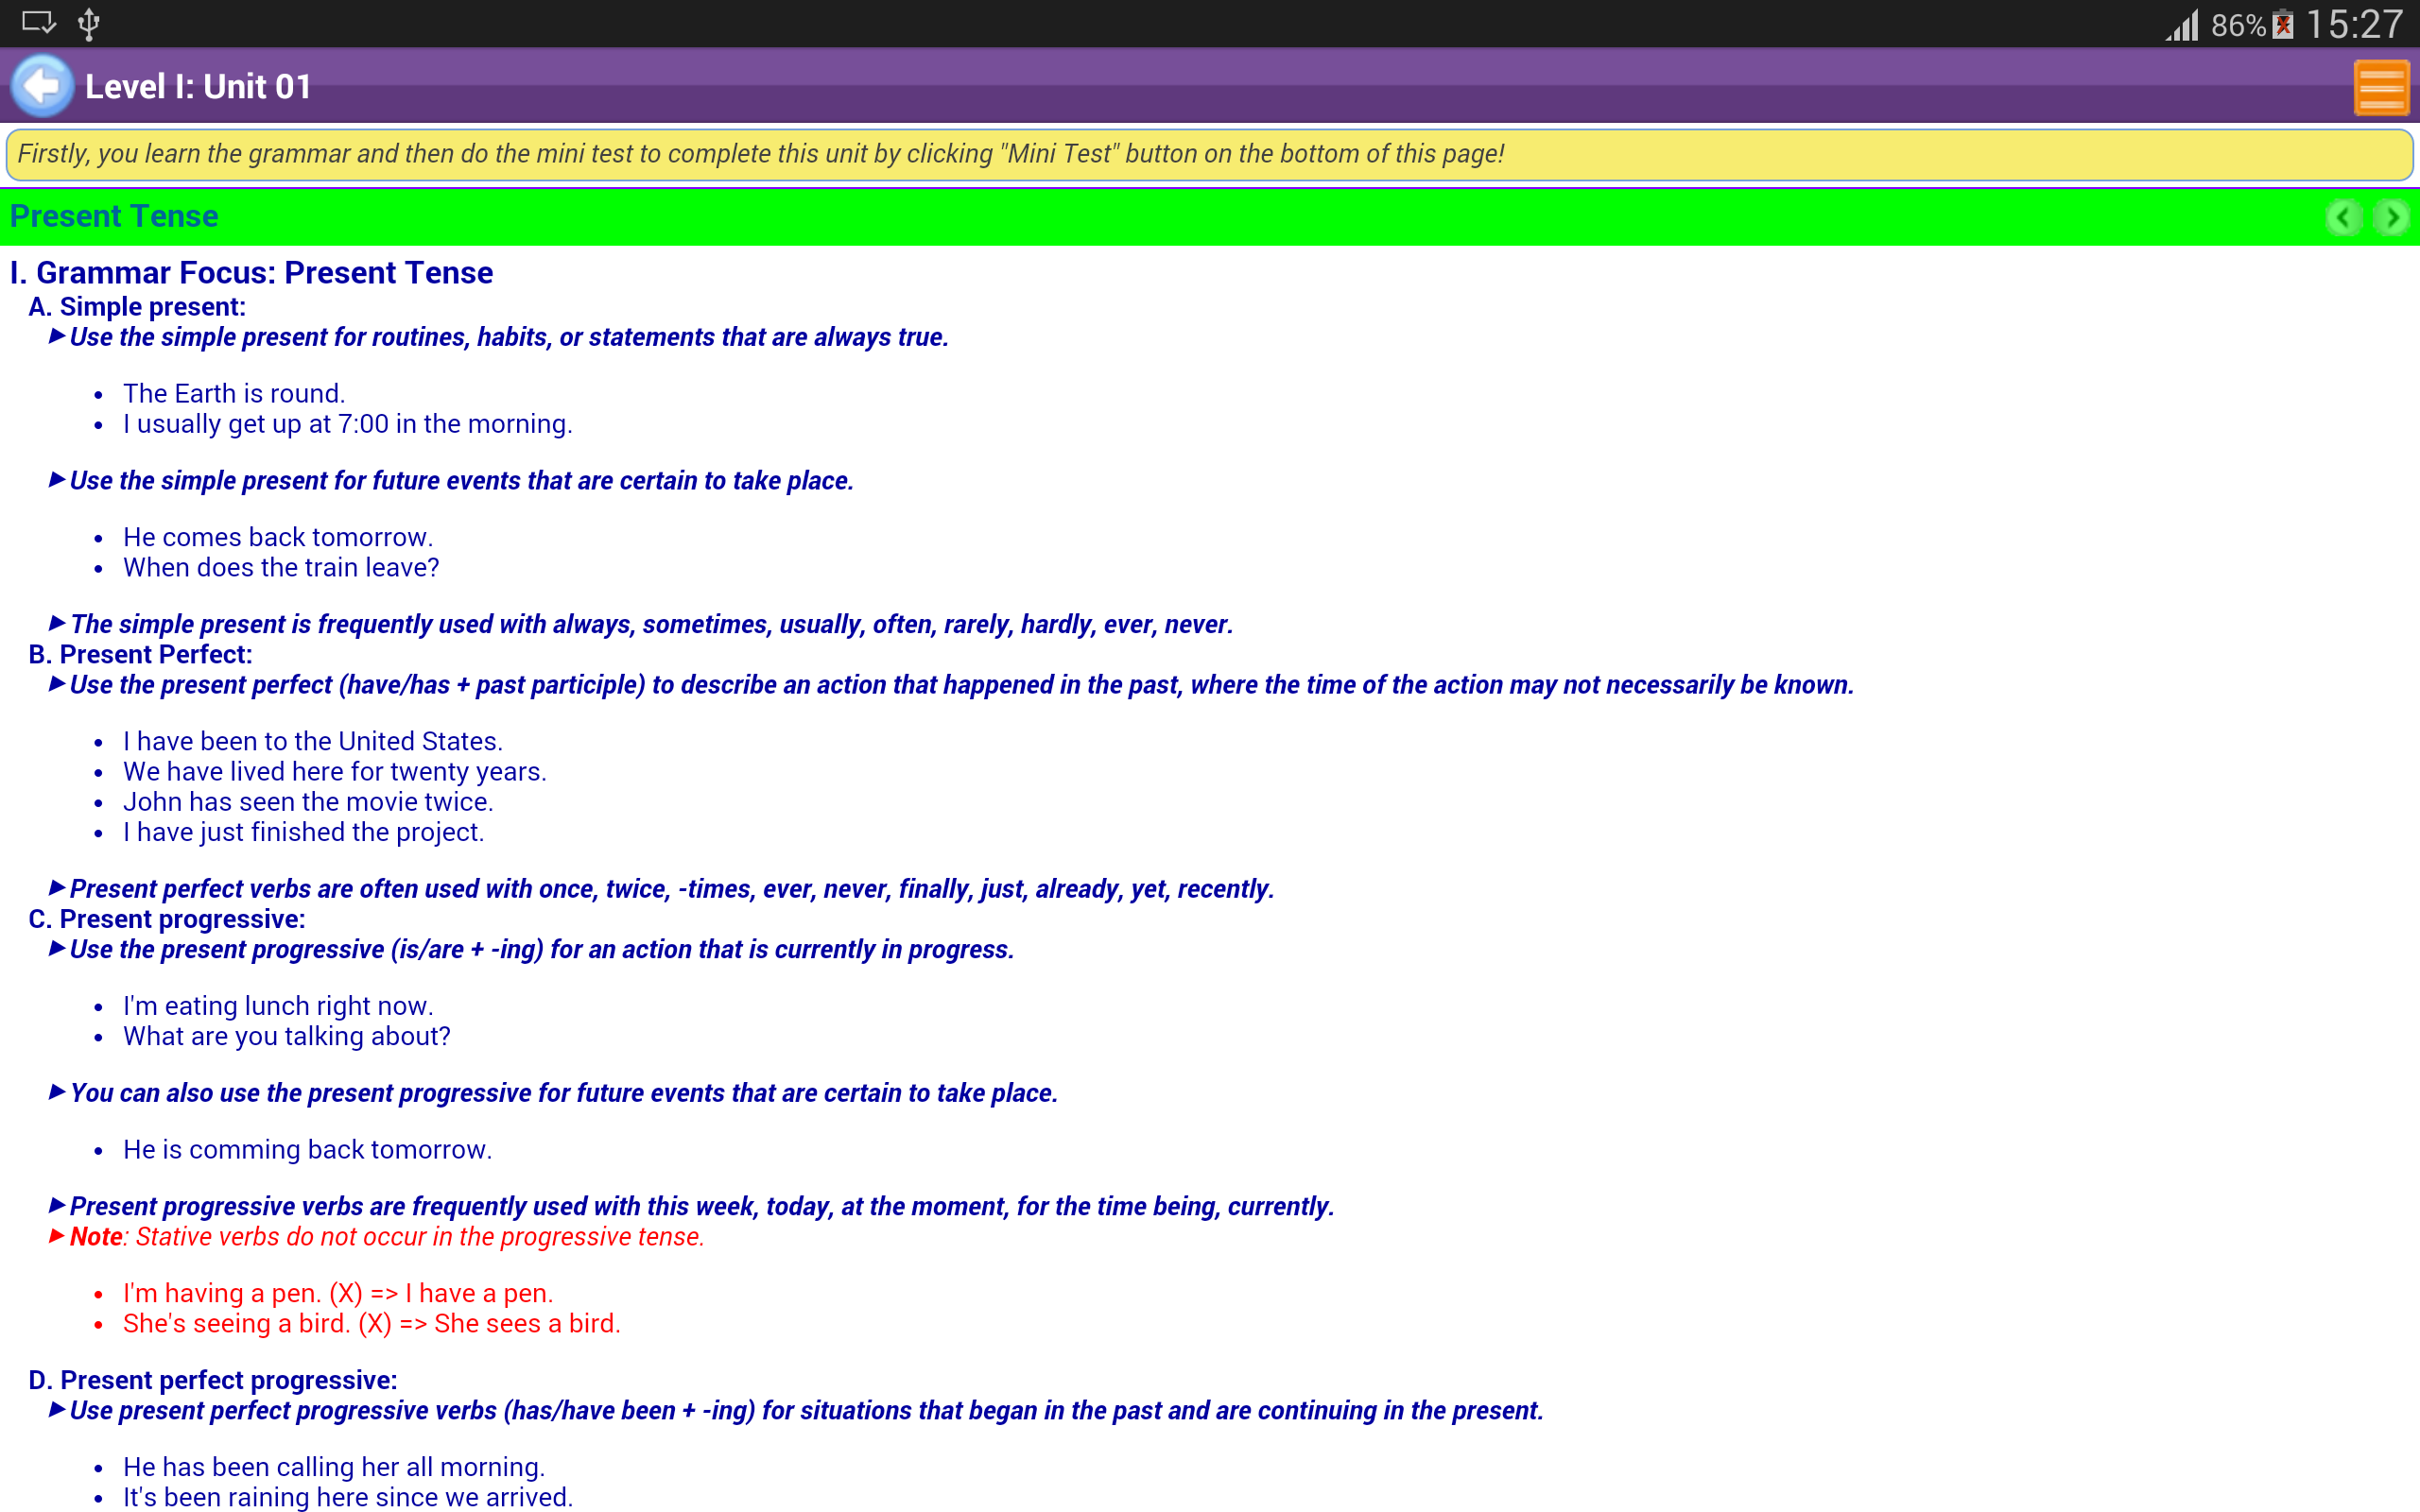 86% 15:27
Level I: Unit 01
Firstly, you learn the grammar and then do the mini test to complete this unit by clicking "Mini Test" button on the bottom of this page!
Present Tense
I. Grammar Focus: Present Tense
A. Simple present:
►Use the simple present for routines, habits, or statements that are always true.
• The Earth is round.
• I usually get up at 7:00 in the morning.
►Use the simple present for future events that are certain to take place.
• He comes back tomorrow.
• When does the train leave?
►The simple present is frequently used with always, sometimes, usually, often, rarely, hardly, ever, never.
B. Present Perfect:
►Use the present perfect (have/has + past participle) to describe an action that happened in the past, where the time of the action may not necessarily be known.
• I have been to the United States.
• We have lived here for twenty years.
• John has seen the movie twice.
• I have just finished the project.
►Present perfect verbs are often used with once, twice, -times, ever, never, finally, just, already, yet, recently.
C. Present progressive:
►Use the present progressive (is/are + -ing) for an action that is currently in progress.
• I'm eating lunch right now.
• What are you talking about?
►You can also use the present progressive for future events that are certain to take place.
• He is comming back tomorrow.
►Present progressive verbs are frequently used with this week, today, at the moment, for the time being, currently.
►Note: Stative verbs do not occur in the progressive tense.
• I'm having a pen. (X) => I have a pen.
• She's seeing a bird. (X) => She sees a bird.
D. Present perfect progressive:
►Use present perfect progressive verbs (has/have been + -ing) for situations that began in the past and are continuing in the present.
• He has been calling her all morning.
• It's been raining here since we arrived.